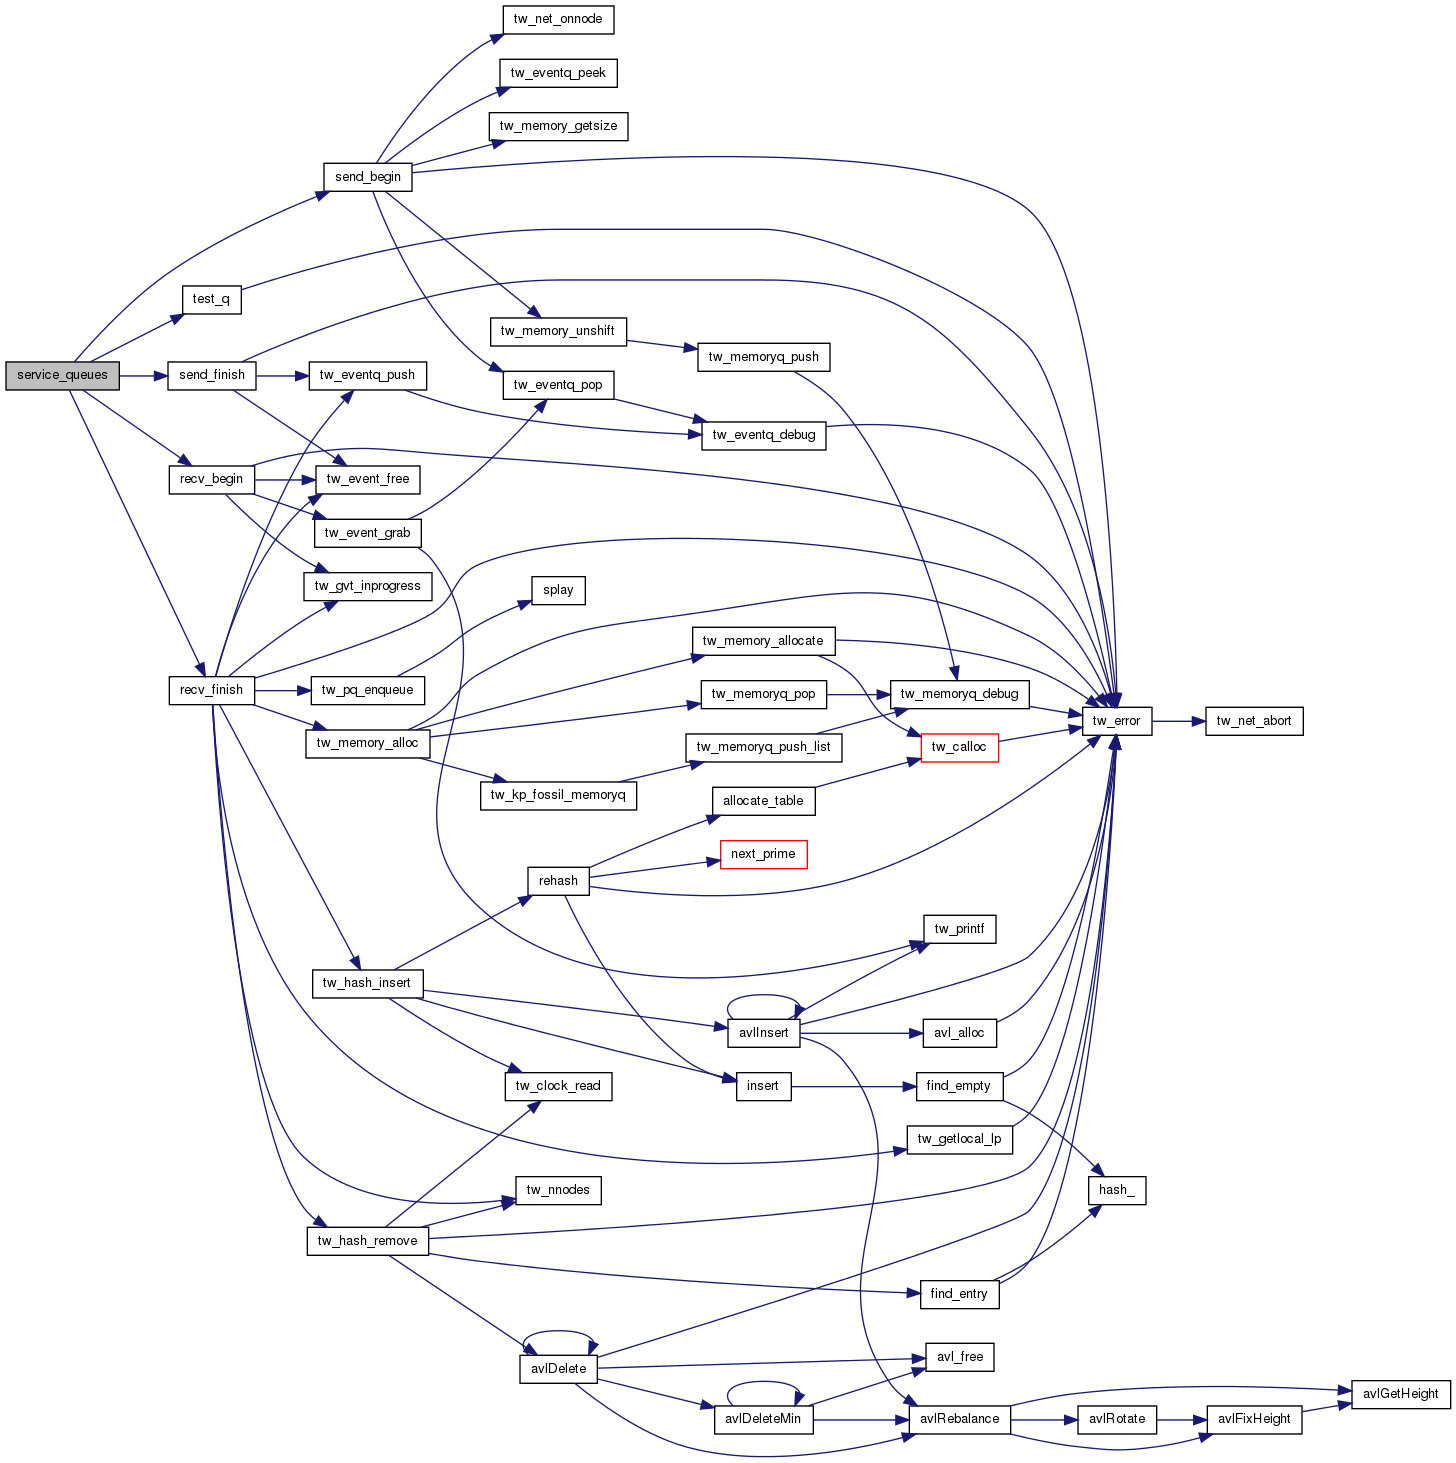 tw_net_onnode
tw_eventq_peek
tw_memory_getsize
send_begin
test_q
tw_memory_unshift
tw_memoryq_push
service_queues
send_finish
tw_eventq_push
tw_eventq_pop
tw_eventq_debug
recv_begin
tw_event_free
tw_event_grab
tw_gvt_inprogress
splay
tw_memory_allocate
recv_finish
tw_pq_enqueue
tw_memoryq_pop
tw_memoryq_debug
tw_error
tw_net_abort
tw_memory_alloc
tw_memoryq_push_list
tw_calloc
tw_kp_fossil_memoryq
allocate_table
next_prime
rehash
tw_printf
tw_hash_insert
avlInsert
avl_alloc
tw_clock_read
insert
find_empty
tw_getlocal_lp
tw_nnodes
hash_
tw_hash_remove
find_entry
avlDelete
avl_free
avlGetHeight
avlDeleteMin
avlRebalance
avlRotate
avlFixHeight